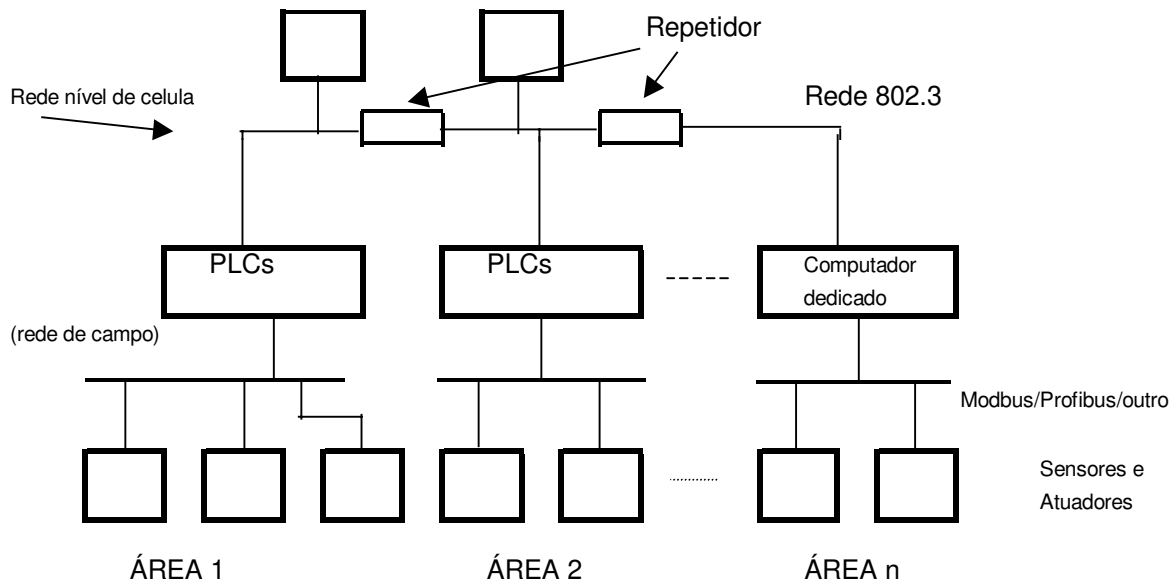 Repetidor
Rede nível de celula
Rede 802.3
PLCs
PLCs
Computador
dedicado
(rede de campo)
Modbus/Profibus/outro
Sensores e
Atuadores
ÁREA 1
ÁREA 2
ÁREA n